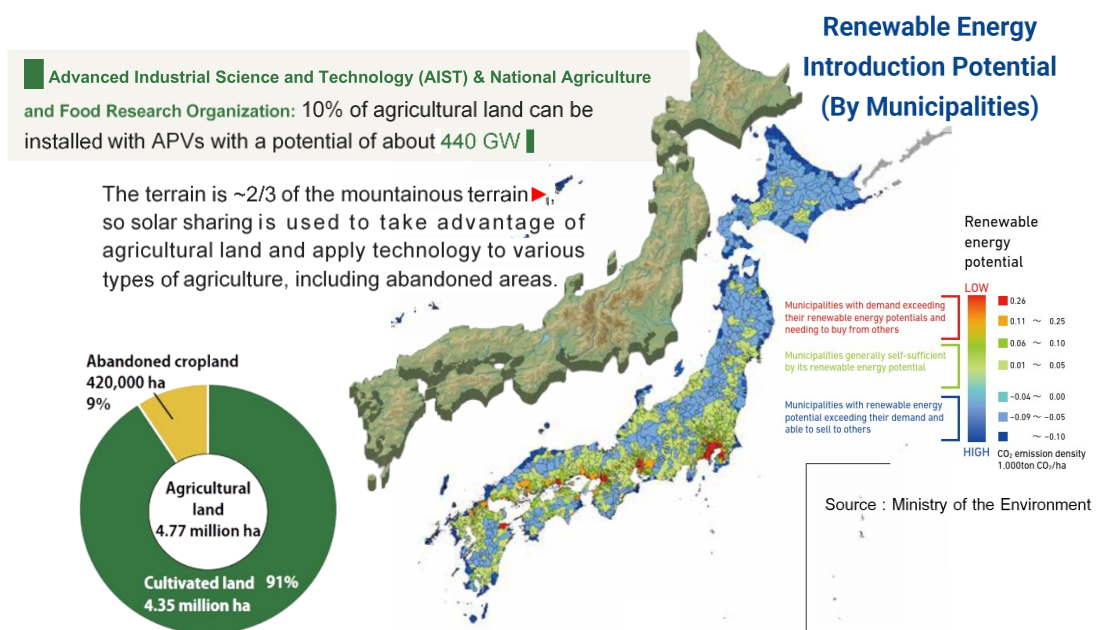 Renewable Energy
Introduction Potential
(By Municipalities)
Advanced Industrial Science and Technology (AIST) & National Agriculture
and Food Research Organization: 10% of agricultural land can be
installed with APVs with a potential of about 440 GW
The terrain is ~2/3 of the mountainous terrain
so solar sharing is used to take advantage of
agricultural land and apply technology to various
types of agriculture, including abandoned areas.
Abandoned cropland
420,000 ha
9%
Agricultural
land
4.77 million ha
Cultivated land 91%
4.35 million ha
Renewable
energy
potential
LOW
Municipalities with demand exceeding
their renewable energy potentials and
needing to buy from others
Municipalities generally self-sufficient
by its renewable energy potential
Municipalities with renewable energy
potential exceeding their demand and
able to sell to others
HIGH
0.26
0.11 ~ 0.25
0.06 ~ 0.10
0.01 ~ 0.05
-0.04 ~ 0.00
-0.09 ~ -0.05
~ -0.10
CO₂ emission density
1,000ton CO₂/ha
Source : Ministry of the Environment